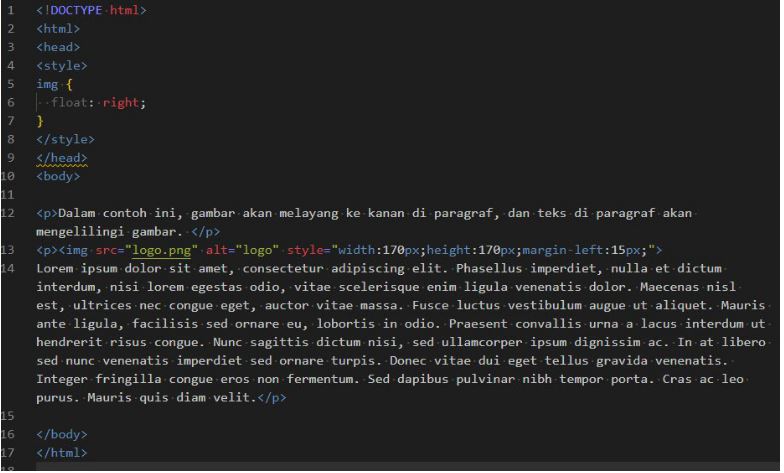 1 <!DOCTYPE html>
2 <html>
3 <head>
4 <style>
5 img {
6   float: right;
7 }
8 </style>
9 </head>
10 <body>
11
12 <p>Dalam contoh ini, gambar akan melayang ke kanan di paragraf, dan teks di paragraf akan
mengelilingi gambar. </p>
13 <p><img src="logo.png" alt="logo" style="width:170px;height:170px;margin-left:15px;">
14 Lorem ipsum dolor sit amet, consectetur adipiscing elit. Phasellus imperdiet, nulla et dictum
interdum, nisi lorem egestas odio, vitae scelerisque enim ligula venenatis dolor. Maecenas nisl
est, ultrices nec congue eget, auctor vitae massa. Fusce luctus vestibulum augue ut aliquet. Mauris
ante ligula, facilisis sed ornare eu, lobortis in odio. Praesent convallis urna a lacus interdum ut
hendrerit risus congue. Nunc sagittis dictum nisi, sed ullamcorper ipsum dignissim ac. In at libero
sed nunc venenatis imperdiet sed ornare turpis. Donec vitae dui eget tellus gravida venenatis.
Integer fringilla congue eros non fermentum. Sed dapibus pulvinar nibh tempor porta. Cras ac leo
purus. Mauris quis diam velit.</p>
15
16 </body>
17 </html>
18